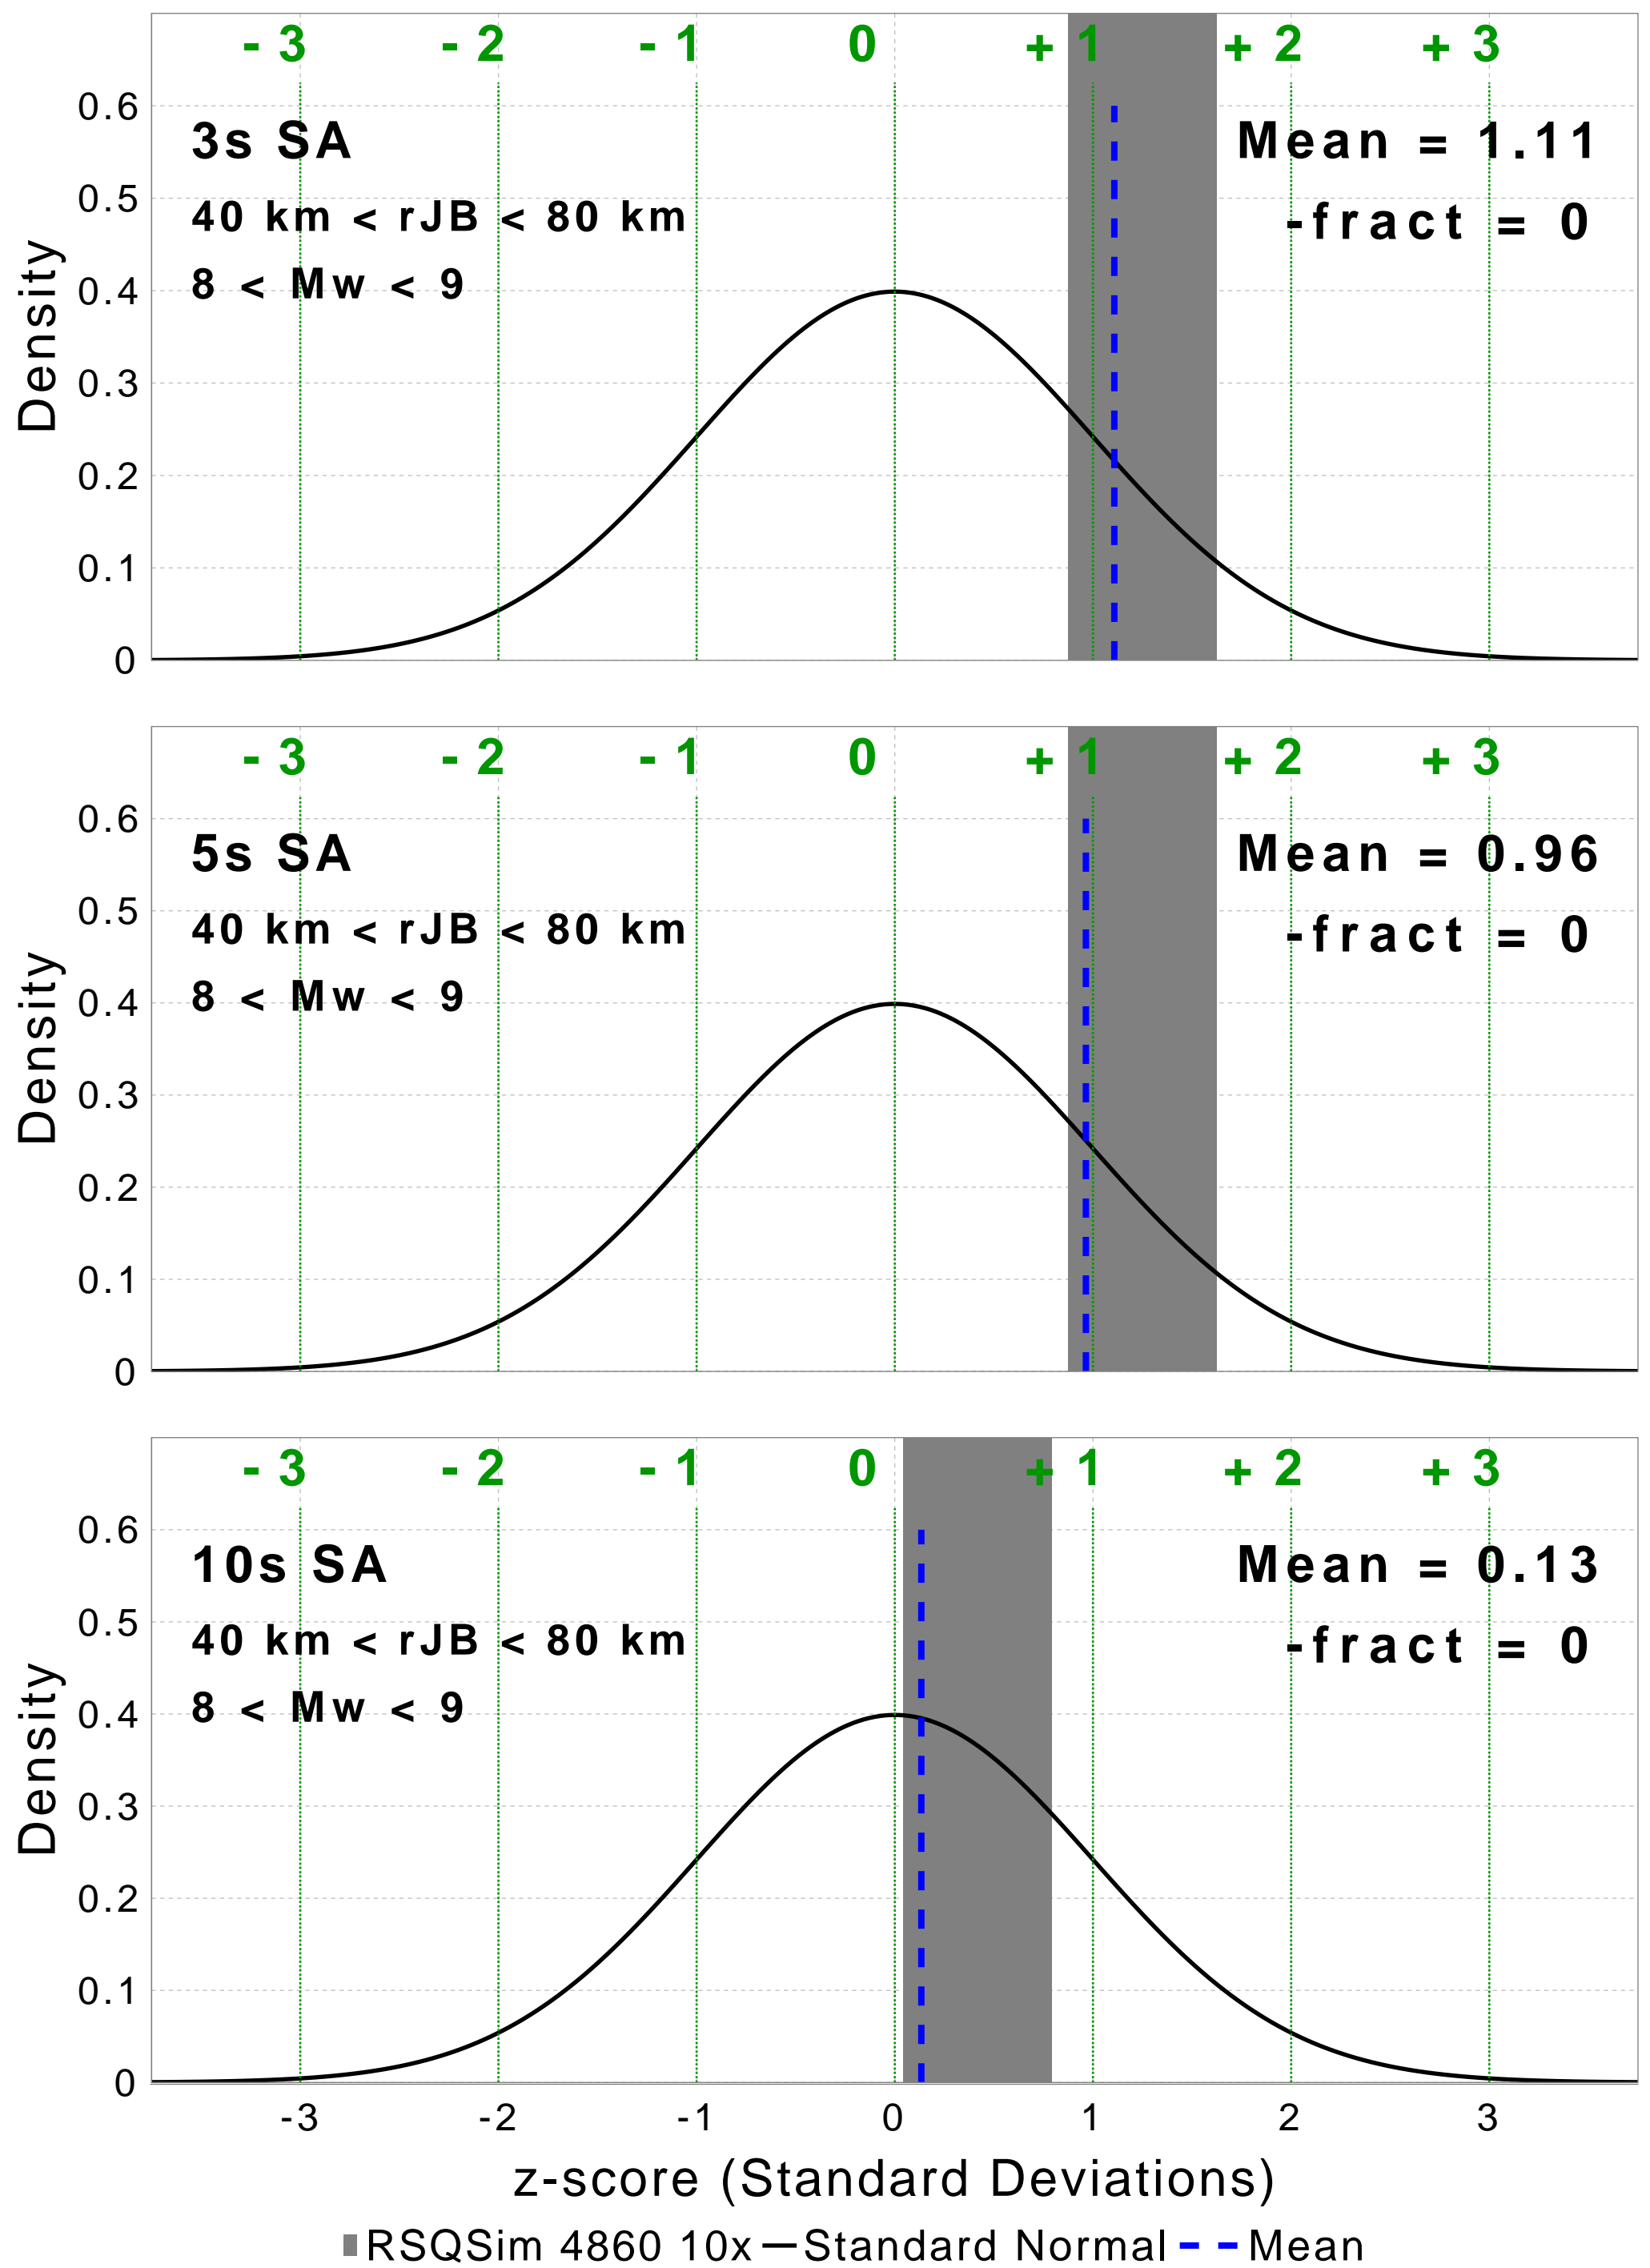 - 3 - 2 - 1 0 + 1 + 2 + 3
0.6
3s SA
Mean = 1.11
0.5
40 km < rJB < 80 km
-fract = 0
8 < Mw < 9
0.4
0.3
0.2
0.1
0
Density
- 3 - 2 - 1 0 + 1 + 2 + 3
0.6
5s SA
Mean = 0.96
0.5
40 km < rJB < 80 km
-fract = 0
8 < Mw < 9
0.4
0.3
0.2
0.1
0
Density
- 3 - 2 - 1 0 + 1 + 2 + 3
0.6
10s SA
Mean = 0.13
0.5
40 km < rJB < 80 km
-fract = 0
8 < Mw < 9
0.4
0.3
0.2
0.1
0
Density
-3 -2 -1 0 1 2 3
z-score (Standard Deviations)
RSQSim 4860 10x Standard Normal Mean